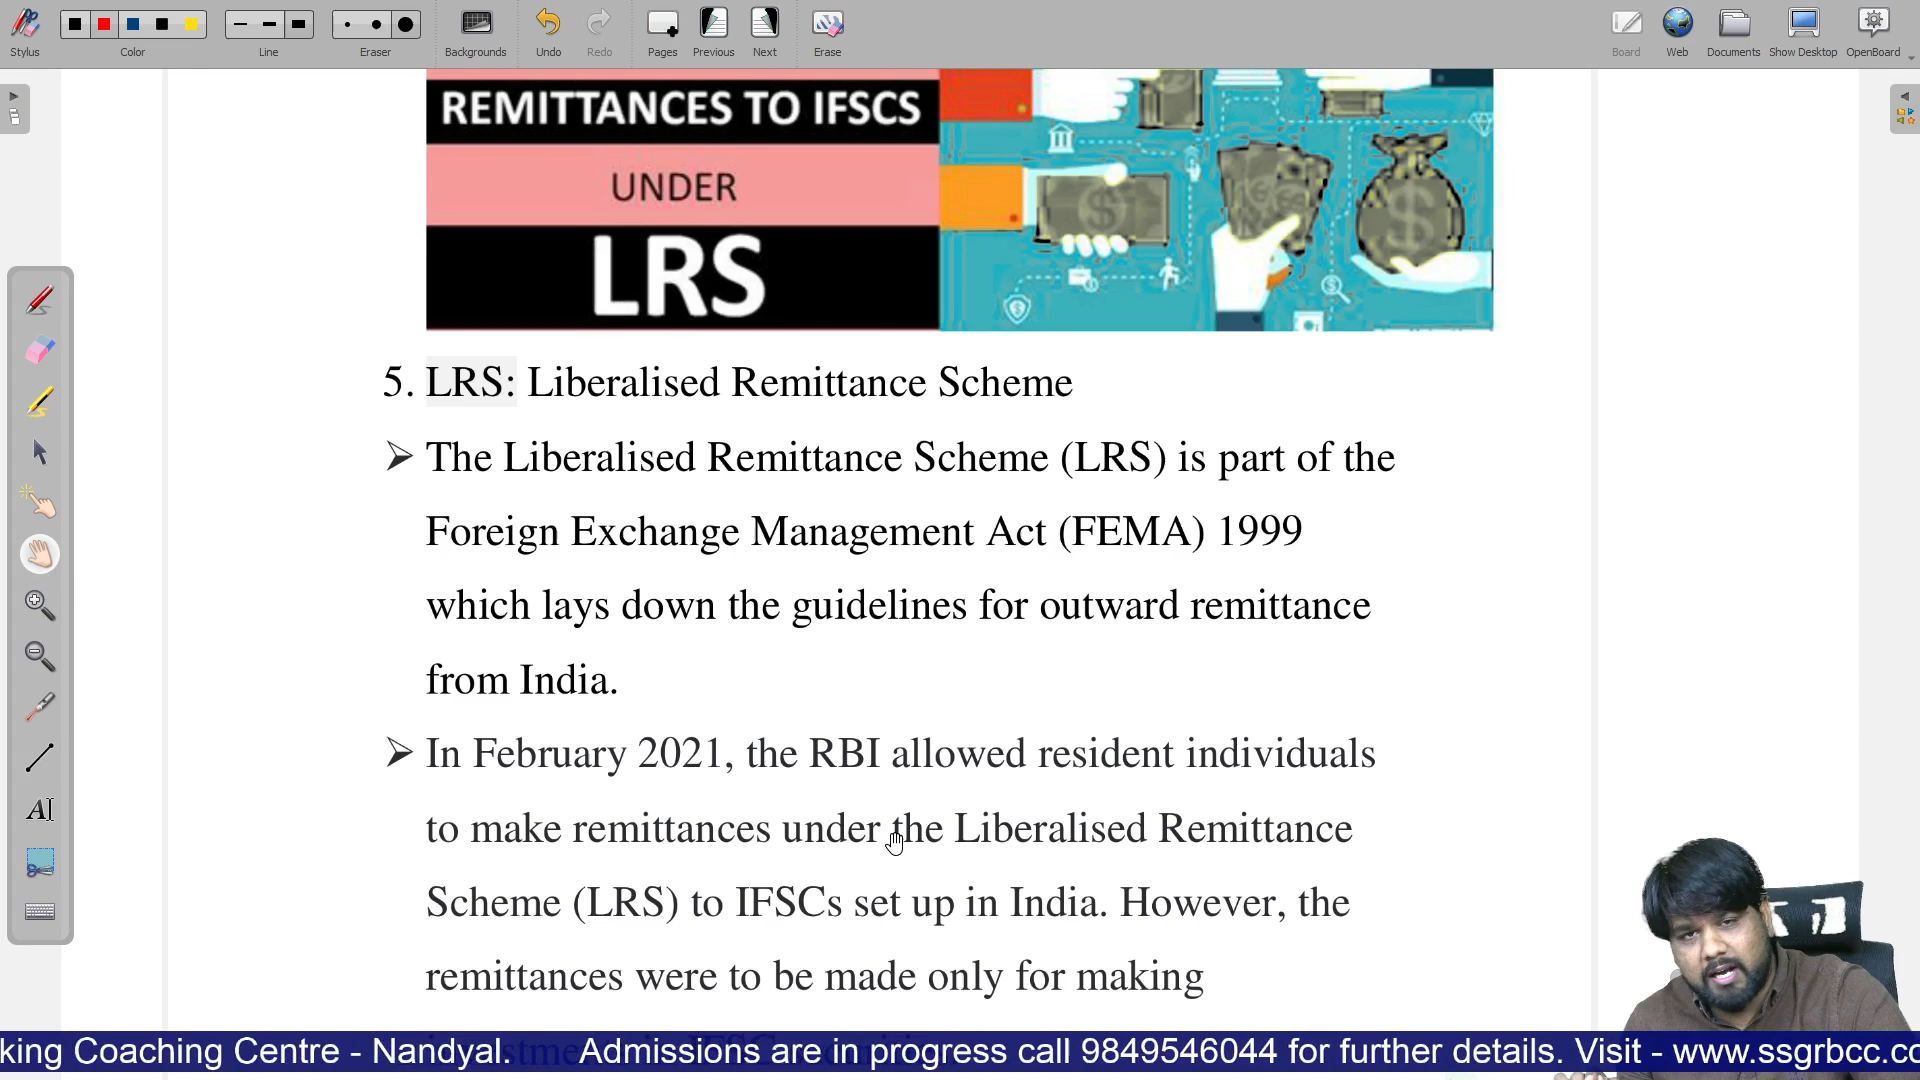 Stylus
Color
Line
Eraser
Backgrounds
Undo
Redo
Pages
Previous
Next
Erase
Board
Web
Documents
Show Desktop
OpenBoard
REMITTANCES TO IFSCS
UNDER
LRS
5. LRS: Liberalised Remittance Scheme
➢ The Liberalised Remittance Scheme (LRS) is part of the
Foreign Exchange Management Act (FEMA) 1999
which lays down the guidelines for outward remittance
from India.
➢ In February 2021, the RBI allowed resident individuals
to make remittances under the Liberalised Remittance
Scheme (LRS) to IFSCs set up in India. However, the
remittances were to be made only for making
king Coaching Centre - Nandyal. Admissions are in progress call 9849546044 for further details. Visit - www.ssgrbcc.co